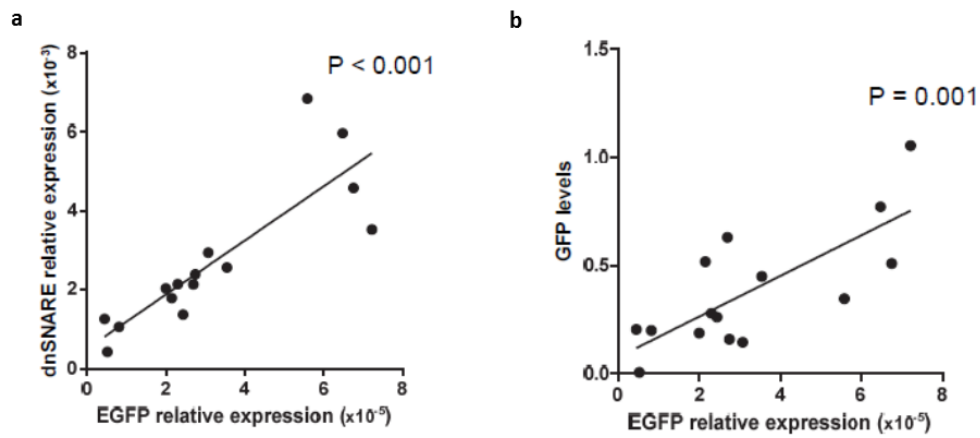 a
dnSNARE relative expression (x10⁻³)
8
6
4
2
0
P < 0.001
0 2 4 6 8
EGFP relative expression (x10⁻⁵)
b
GFP levels
1.5
1.0
0.5
0.0
P = 0.001
0 2 4 6 8
EGFP relative expression (x10⁻⁵)